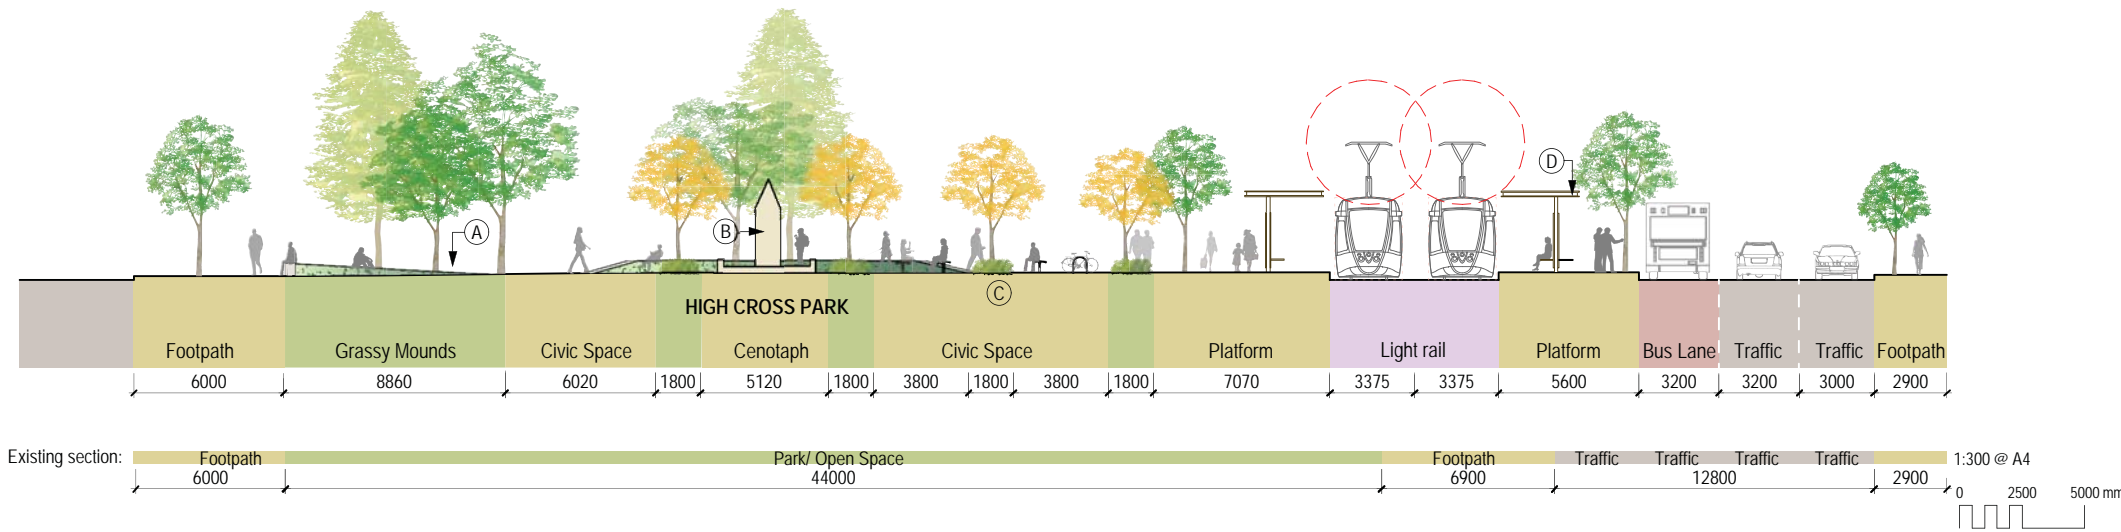 D
A
B
C
HIGH CROSS PARK
Footpath Grassy Mounds Civic Space Cenotaph Civic Space Platform Light rail Platform Bus Lane Traffic Traffic Footpath
6000 8860 6020 1800 5120 1800 3800 1800 3800 1800 7070 3375 3375 5600 3200 3200 3000 2900
Existing section: Footpath Park/ Open Space Footpath Traffic Traffic Traffic Traffic 1:300 @ A4
6000 44000 6900 12800 2900
0 2500 5000 mm